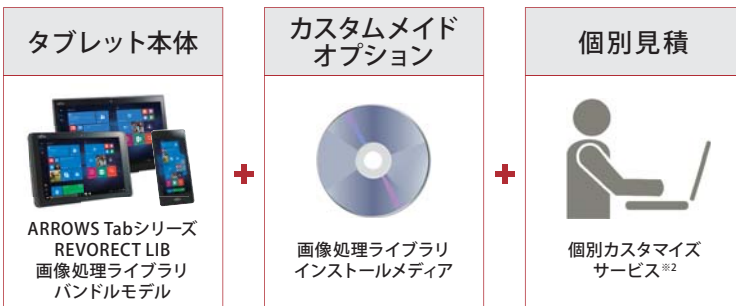 タブレット本体
ARROWS Tabシリーズ
REVORECT LIB
画像処理ライブラリ
バンドルモデル
+
カスタムメイド
オプション
画像処理ライブラリ
インストールメディア
+
個別見積
個別カスタマイズ
サービス※2